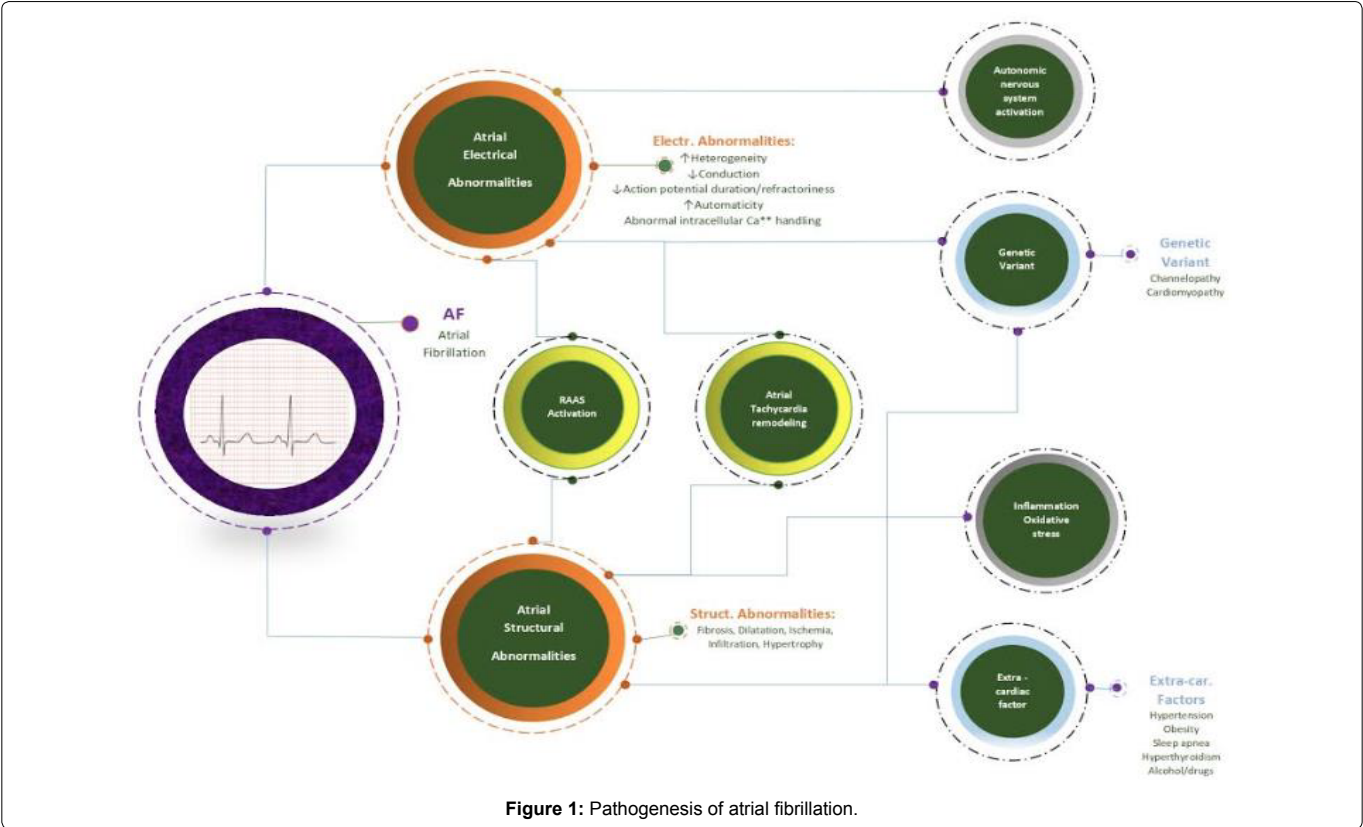 Autonomic
nervous
system
activation
Atrial
Electrical
Abnormalities
Electr. Abnormalities:
↑Heterogeneity
↓Conduction
↓Action potential duration/refractoriness
↑Automaticity
Abnormal intracellular Ca** handling
Genetic
Variant
Genetic
Variant
Channelopathy
Cardiomyopathy
AF
Atrial
Fibrillation
RAAS
Activation
Atrial
Tachycardia
remodeling
Inflammation
Oxidative
stress
Atrial
Structural
Abnormalities
Struct. Abnormalities:
Fibrosis, Dilatation, Ischemia,
Infiltration, Hypertrophy
Extra -
cardiac
factor
Extra-car.
Factors
Hypertension
Obesity
Sleep apnea
Hyperthyroidism
Alcohol/drugs
Figure 1: Pathogenesis of atrial fibrillation.